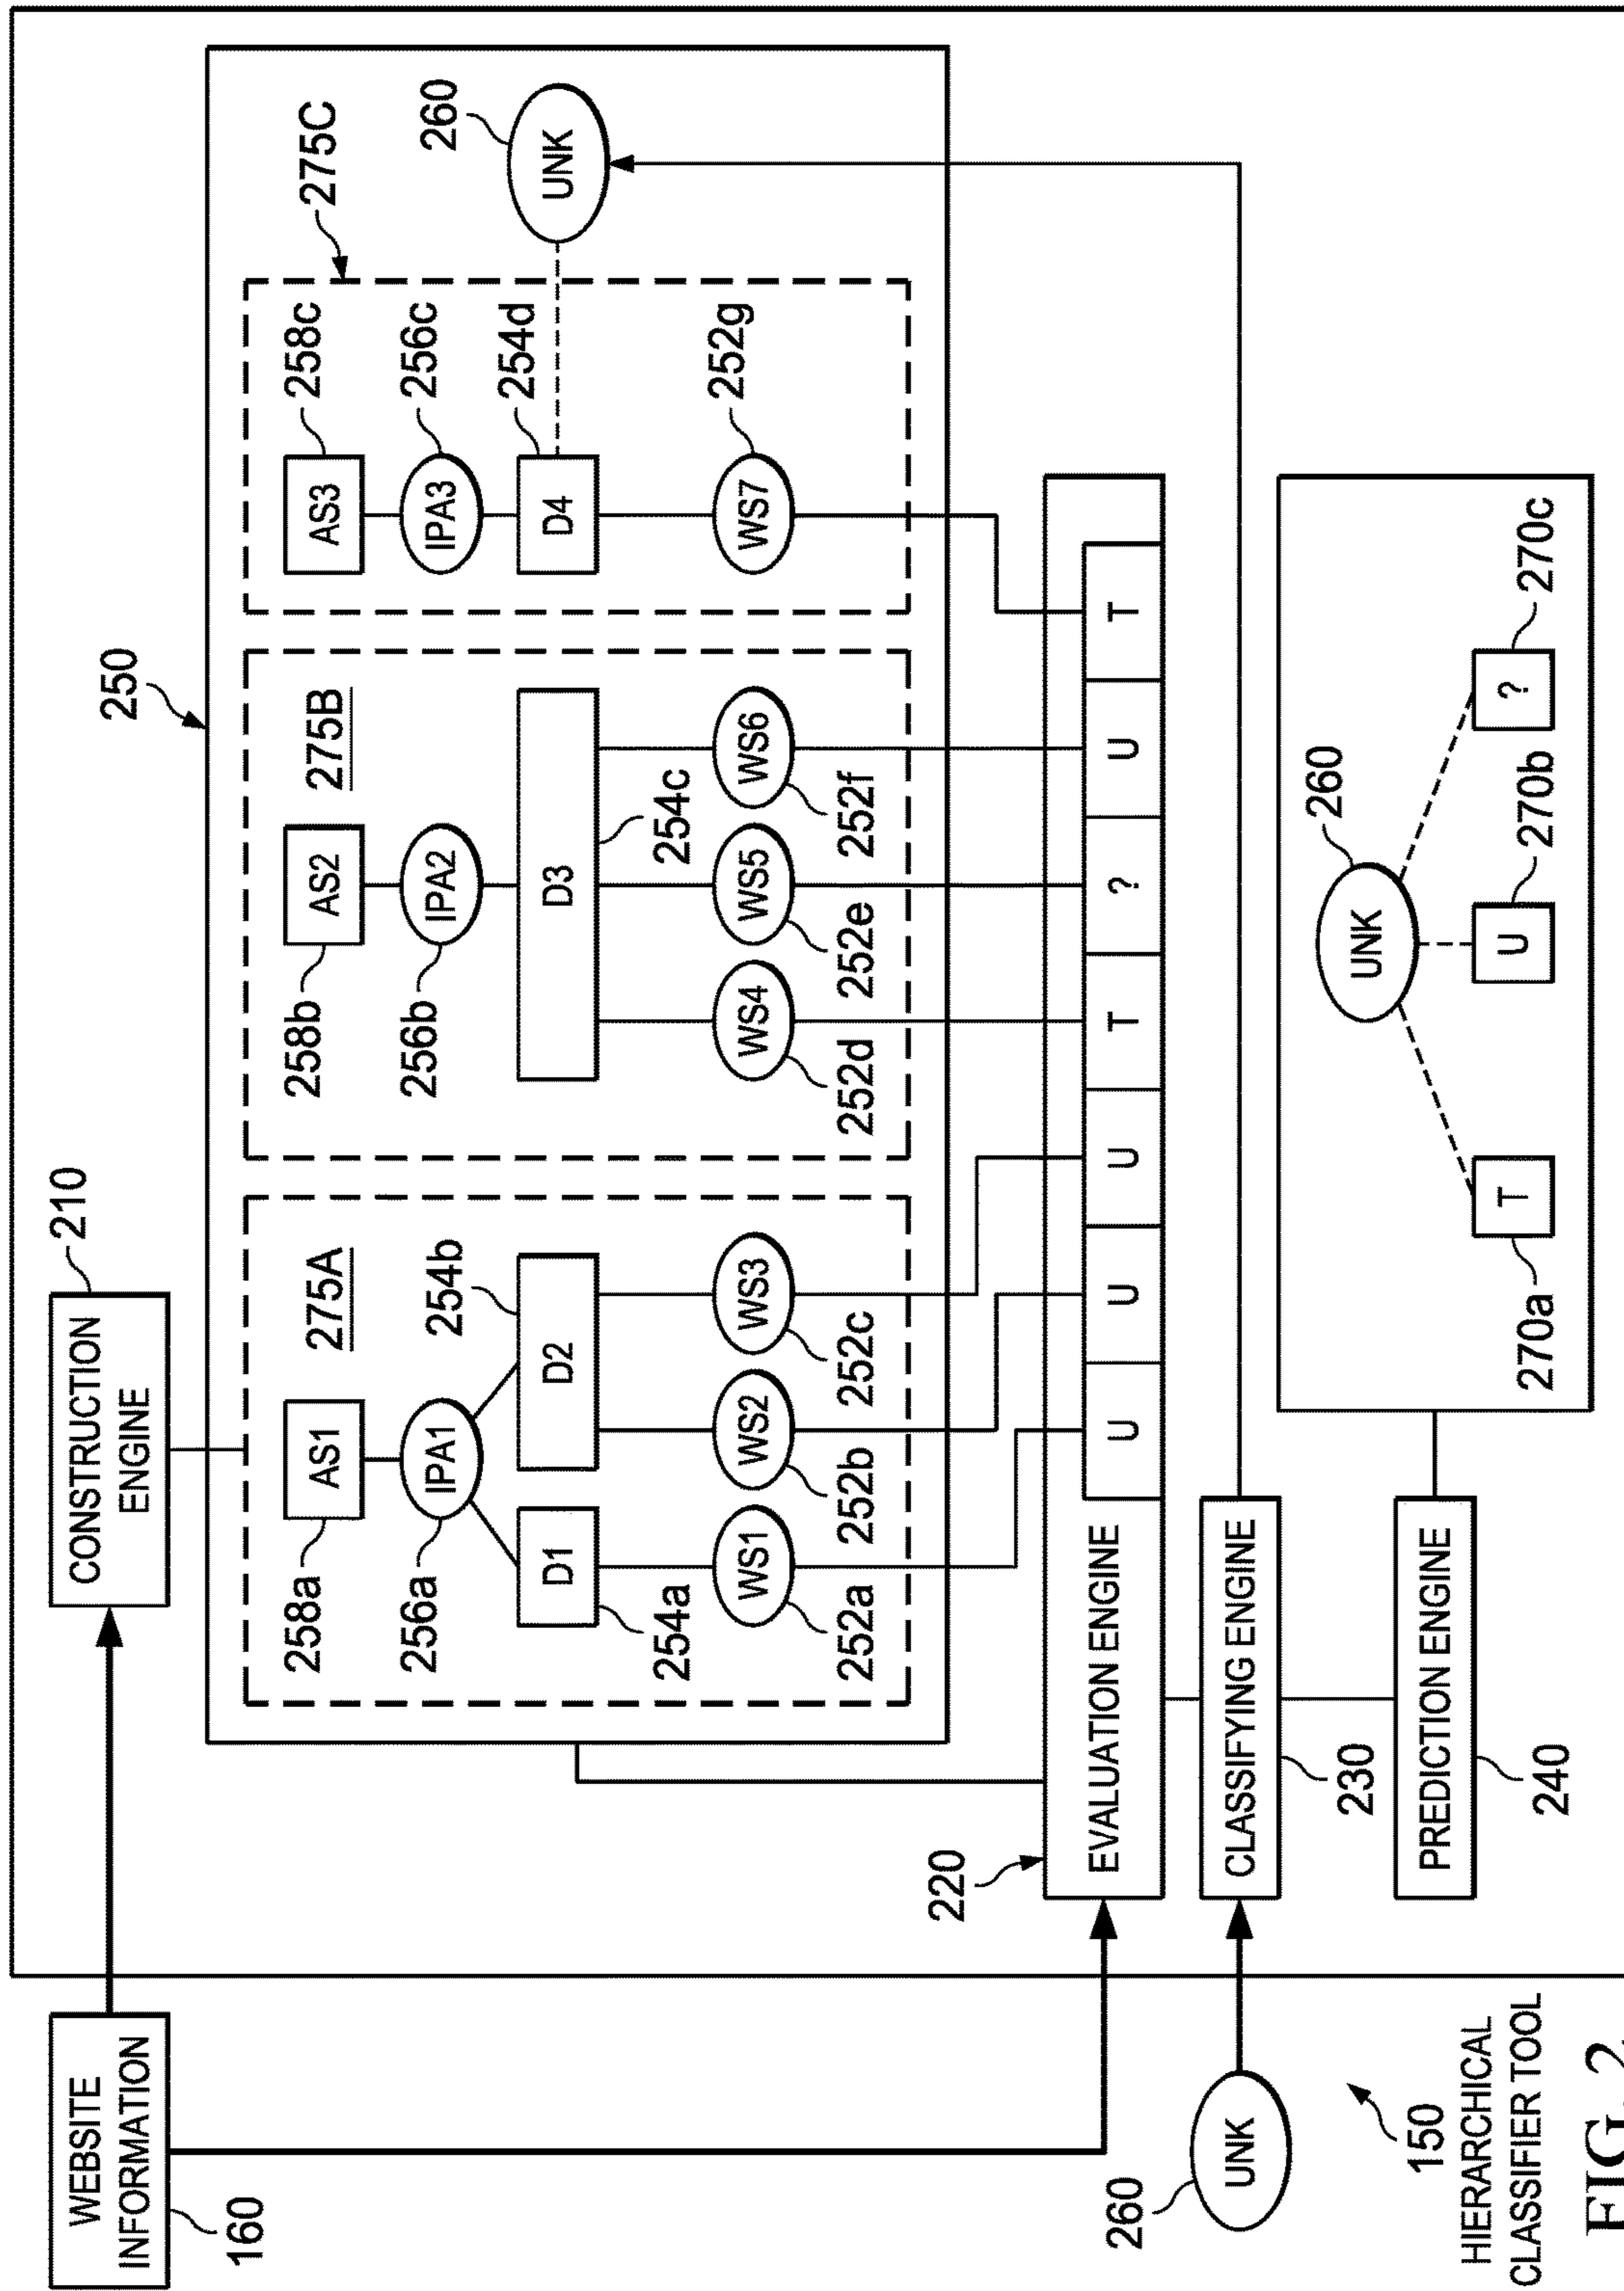 WEBSITE
INFORMATION
160
CONSTRUCTION
ENGINE
210
250
275A
AS1
258a
IPA1
256a
D1
254a
D2
254b
WS1
252a
WS2
252b
WS3
252c
275B
AS2
258b
IPA2
256b
D3
254c
WS4
252d
WS5
252e
WS6
252f
275C
AS3
258c
IPA3
256c
D4
254d
WS7
252g
UNK
260
220
EVALUATION ENGINE
U
U
U
T
?
U
T
UNK
260
CLASSIFYING ENGINE
230
PREDICTION ENGINE
240
UNK
260
T
270a
U
270b
?
270c
150
HIERARCHICAL
CLASSIFIER TOOL
FIG. 2